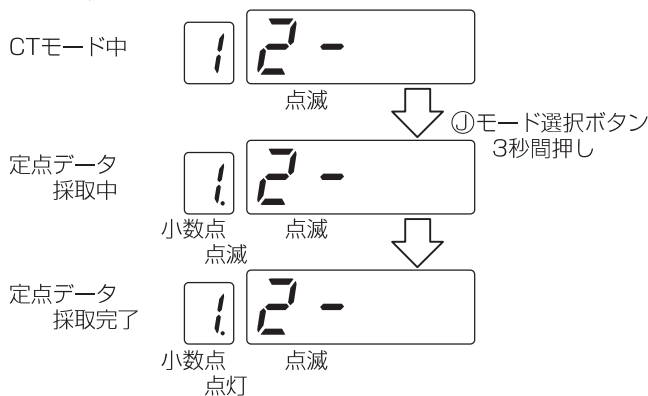 CTモード中
1 2-
点滅
Ⓙモード選択ボタン
3秒間押し
定点データ
採取中
1. 2-
小数点
点滅
点滅
定点データ
採取完了
1. 2-
小数点
点灯
点滅